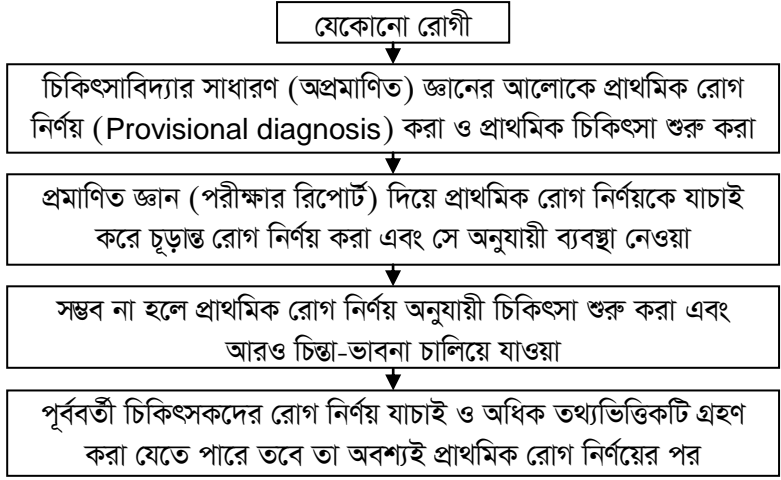 যেকোনো রোগী
চিকিৎসাবিদ্যার সাধারণ (অপ্রমাণিত) জ্ঞানের আলোকে প্রাথমিক রোগ
নির্ণয় (Provisional diagnosis) করা ও প্রাথমিক চিকিৎসা শুরু করা
প্রমাণিত জ্ঞান (পরীক্ষার রিপোর্ট) দিয়ে প্রাথমিক রোগ নির্ণয়কে যাচাই
করে চূড়ান্ত রোগ নির্ণয় করা এবং সে অনুযায়ী ব্যবস্থা নেওয়া
সম্ভব না হলে প্রাথমিক রোগ নির্ণয় অনুযায়ী চিকিৎসা শুরু করা এবং
আরও চিন্তা-ভাবনা চালিয়ে যাওয়া
পূর্ববর্তী চিকিৎসকদের রোগ নির্ণয় যাচাই ও অধিক তথ্যভিত্তিকটি গ্রহণ
করা যেতে পারে তবে তা অবশ্যই প্রাথমিক রোগ নির্ণয়ের পর